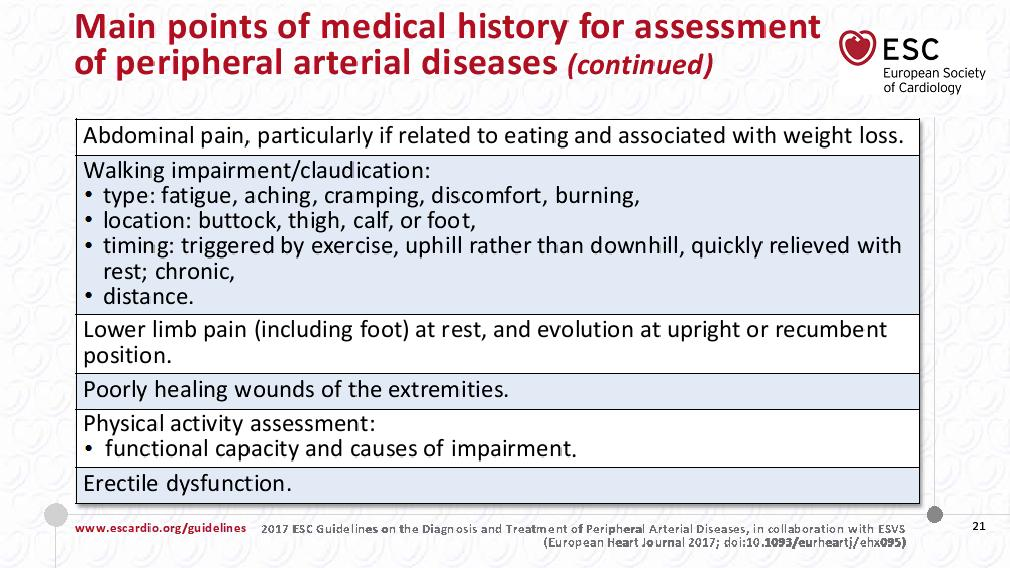 Main points of medical history for assessment
of peripheral arterial diseases (continued)
ESC
European Society
of Cardiology
Abdominal pain, particularly if related to eating and associated with weight loss.
Walking impairment/claudication:
• type: fatigue, aching, cramping, discomfort, burning,
• location: buttock, thigh, calf, or foot,
• timing: triggered by exercise, uphill rather than downhill, quickly relieved with
rest; chronic,
• distance.
Lower limb pain (including foot) at rest, and evolution at upright or recumbent
position.
Poorly healing wounds of the extremities.
Physical activity assessment:
• functional capacity and causes of impairment.
Erectile dysfunction.
www.escardio.org/guidelines 2017 ESC Guidelines on the Diagnosis and Treatment of Peripheral Arterial Diseases, in collaboration with ESVS
(European Heart Journal 2017; doi:10.1093/eurheartj/ehx095)
21